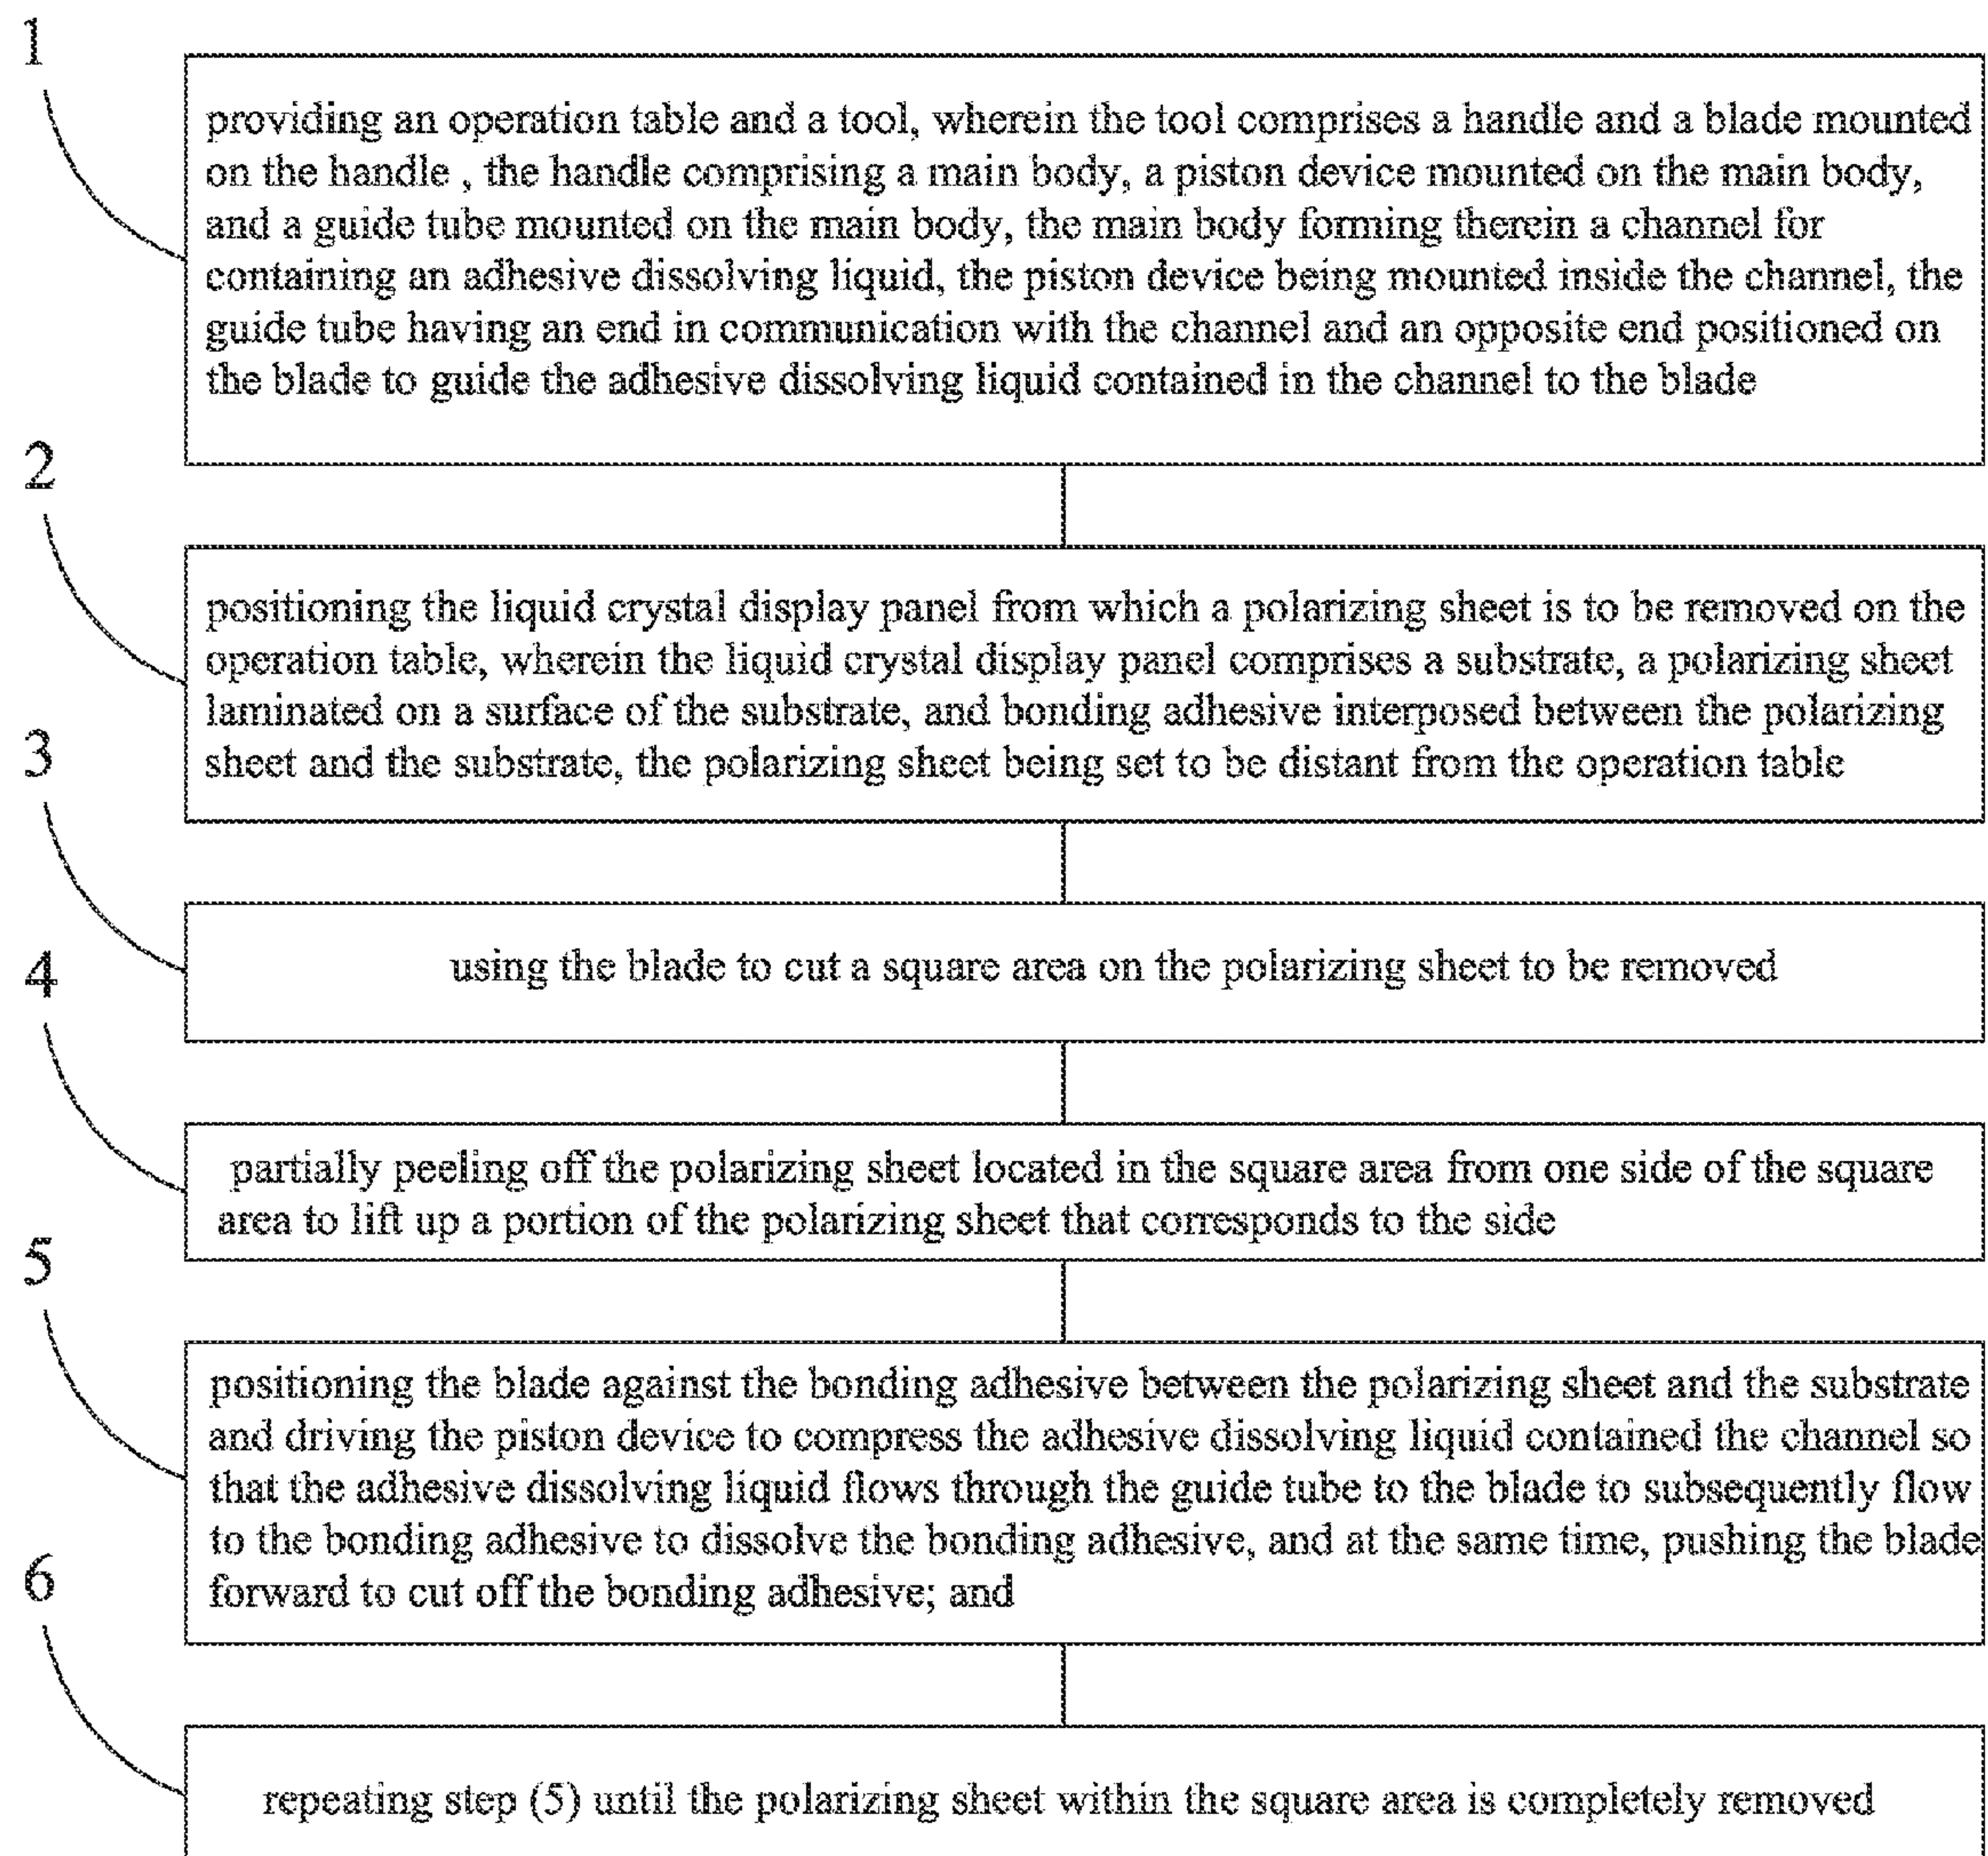 1
providing an operation table and a tool, wherein the tool comprises a handle and a blade mounted
on the handle , the handle comprising a main body, a piston device mounted on the main body,
and a guide tube mounted on the main body, the main body forming therein a channel for
containing an adhesive dissolving liquid, the piston device being mounted inside the channel, the
guide tube having an end in communication with the channel and an opposite end positioned on
the blade to guide the adhesive dissolving liquid contained in the channel to the blade
2
positioning the liquid crystal display panel from which a polarizing sheet is to be removed on the
operation table, wherein the liquid crystal display panel comprises a substrate, a polarizing sheet
laminated on a surface of the substrate, and bonding adhesive interposed between the polarizing
sheet and the substrate, the polarizing sheet being set to be distant from the operation table
3
using the blade to cut a square area on the polarizing sheet to be removed
4
partially peeling off the polarizing sheet located in the square area from one side of the square
area to lift up a portion of the polarizing sheet that corresponds to the side
5
positioning the blade against the bonding adhesive between the polarizing sheet and the substrate
and driving the piston device to compress the adhesive dissolving liquid contained the channel so
that the adhesive dissolving liquid flows through the guide tube to the blade to subsequently flow
to the bonding adhesive to dissolve the bonding adhesive, and at the same time, pushing the blade
forward to cut off the bonding adhesive; and
6
repeating step (5) until the polarizing sheet within the square area is completely removed